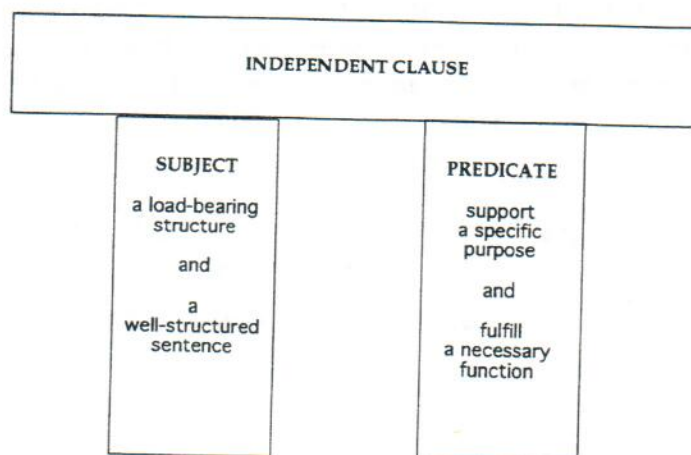 INDEPENDENT CLAUSE
SUBJECT
a load-bearing
structure
and
a
well-structured
sentence
PREDICATE
support
a specific
purpose
and
fulfill
a necessary
function